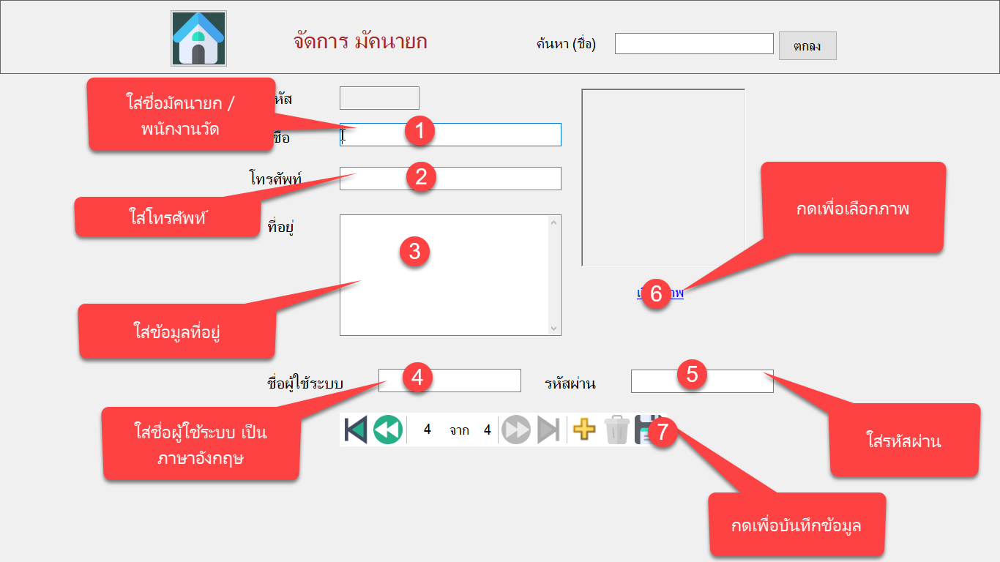 จัดการ มัคนายก
ค้นหา (ชื่อ)
ตกลง
ใส่ชื่อมัคนายก /
พนักงานวัด
หัส
ชื่อ
1
โทรศัพท์
2
ใส่โทรศัพท์
ที่อยู่
3
กดเพื่อเลือกภาพ
6
ใส่ข้อมูลที่อยู่
ชื่อผู้ใช้ระบบ
4
รหัสผ่าน
5
ใส่ชื่อผู้ใช้ระบบ เป็น
ภาษาอังกฤษ
4 จาก 4
7
ใส่รหัสผ่าน
กดเพื่อบันทึกข้อมูล